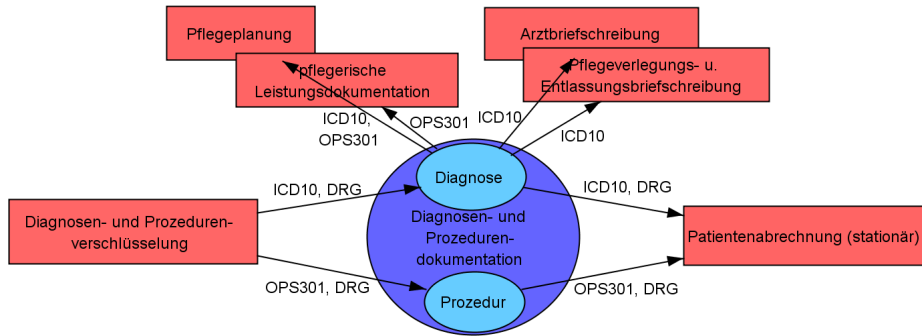 Pflegeplanung
Arztbriefschreibung
pflegerische
Leistungsdokumentation
Pflegeverlegungs- u.
Entlassungsbriefschreibung
ICD10,
OPS301
OPS301
ICD10
ICD10
Diagnose
ICD10, DRG
ICD10, DRG
Diagnosen- und Prozeduren-
verschlüsselung
Diagnosen- und
Prozeduren-
dokumentation
Patientenabrechnung (stationär)
OPS301, DRG
OPS301, DRG
Prozedur